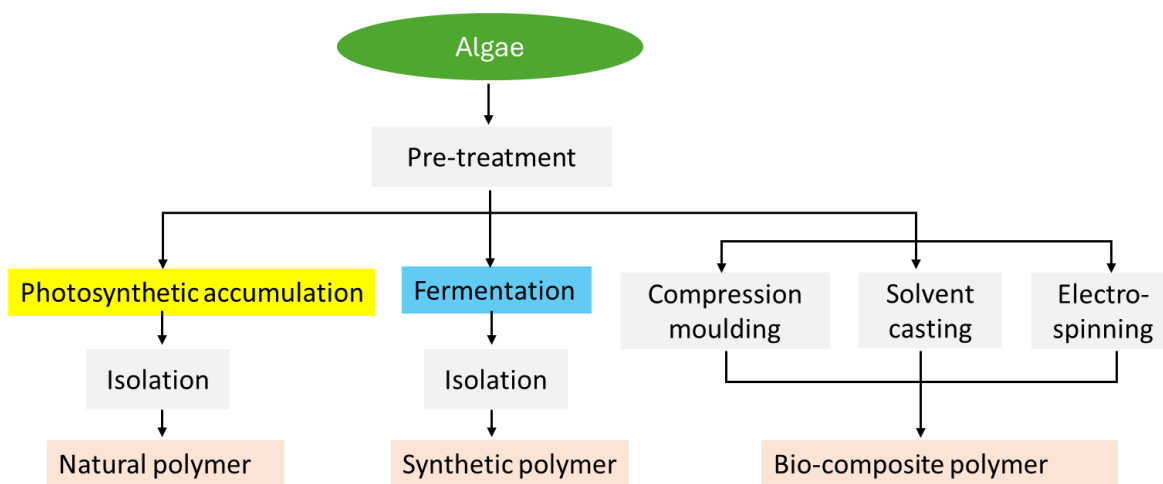 Algae
Pre-treatment
Photosynthetic accumulation
Fermentation
Compression
moulding
Solvent
casting
Electro-
spinning
Isolation
Isolation
Natural polymer
Synthetic polymer
Bio-composite polymer